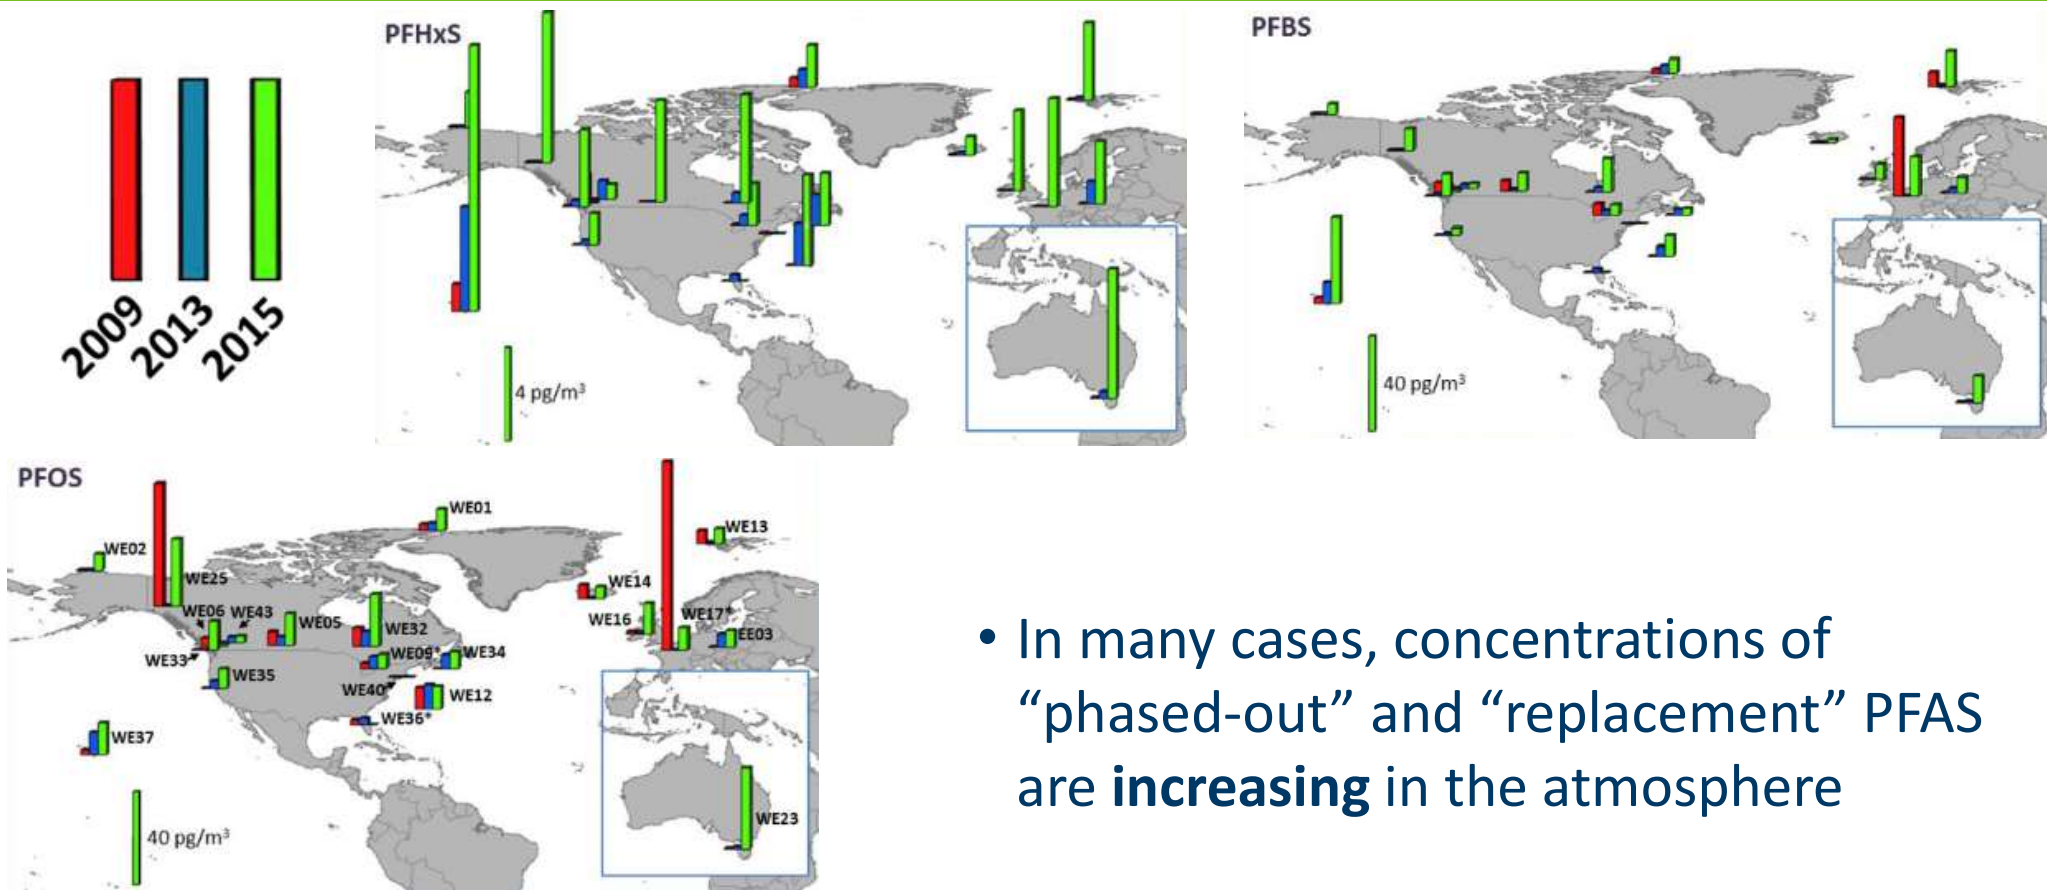 2009
2013
2015
PFHxS
4 pg/m³
PFBS
40 pg/m³
PFOS
WE01
WE13
WE02
WE25
WE14
WE06
WE43
WE05
WE32
WE16
WE17*
EE03
WE33
WE09*
WE34
WE35
WE40
WE12
WE36*
WE37
WE23
40 pg/m³
• In many cases, concentrations of
“phased-out” and “replacement” PFAS
are increasing in the atmosphere